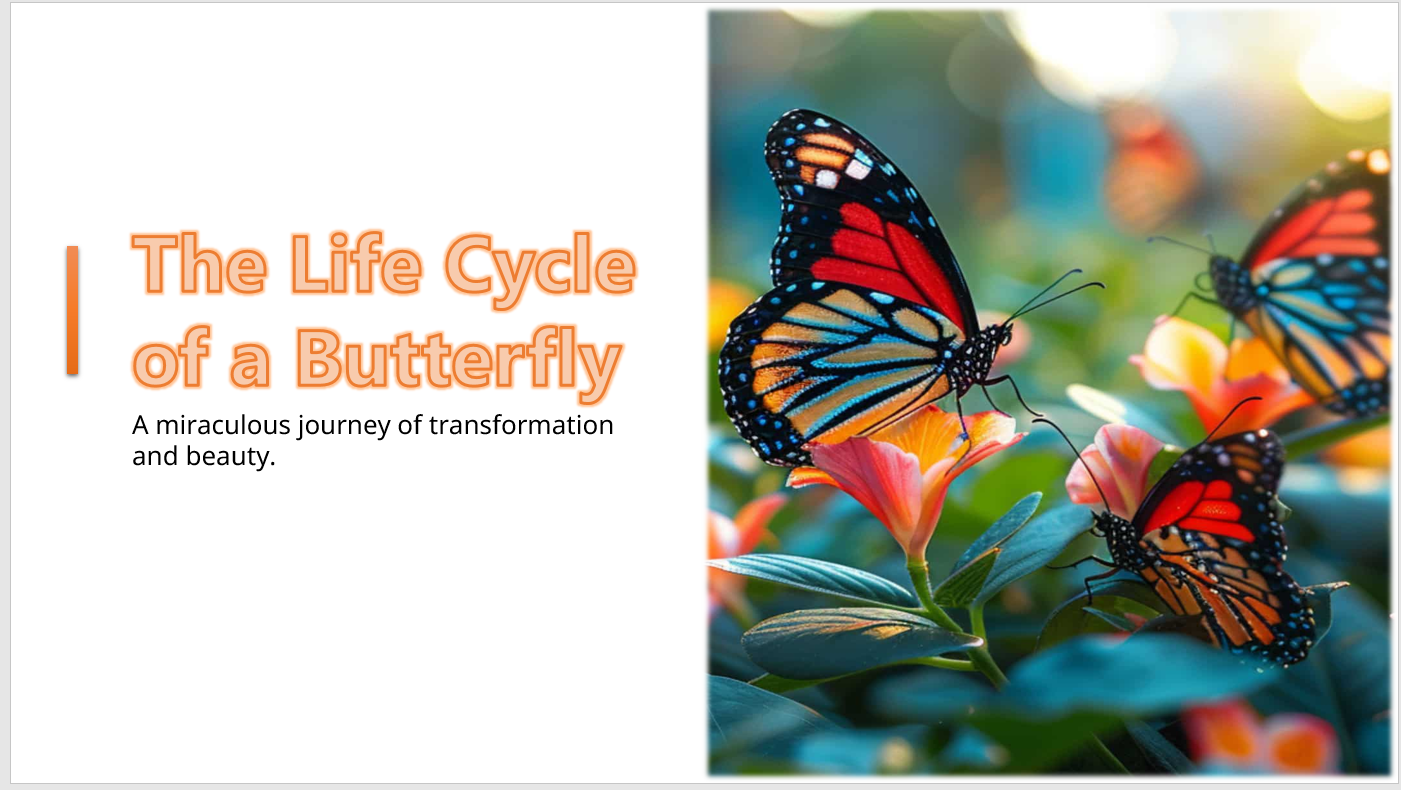 The Life Cycle
of a Butterfly
A miraculous journey of transformation
and beauty.